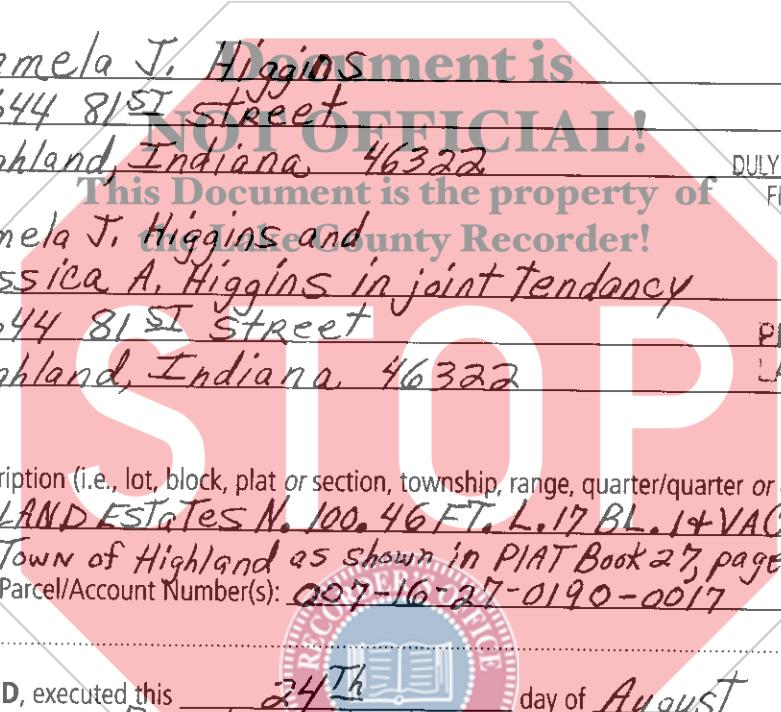 Document is
NOT OFFICIAL!
This Document is the property of
the Lake County Recorder!
STOP
mela J. Higgins
644 81ST Street
hland, Indiana 46322
DULY
nela J. Higgins and
ssica A. Higgins in joint tendancy
644 81ST Street
ghland, Indiana 46322
ription (i.e., lot, block, plat or section, township, range, quarter/quarter or
LAND Estates N. 100.46 FT. L.17 BL. 1 + VAC
Town of Highland as shown in PlAT Book 27, page
Parcel/Account Number(s): 007-16-27-0190-0017
D, executed this 24Th day of August